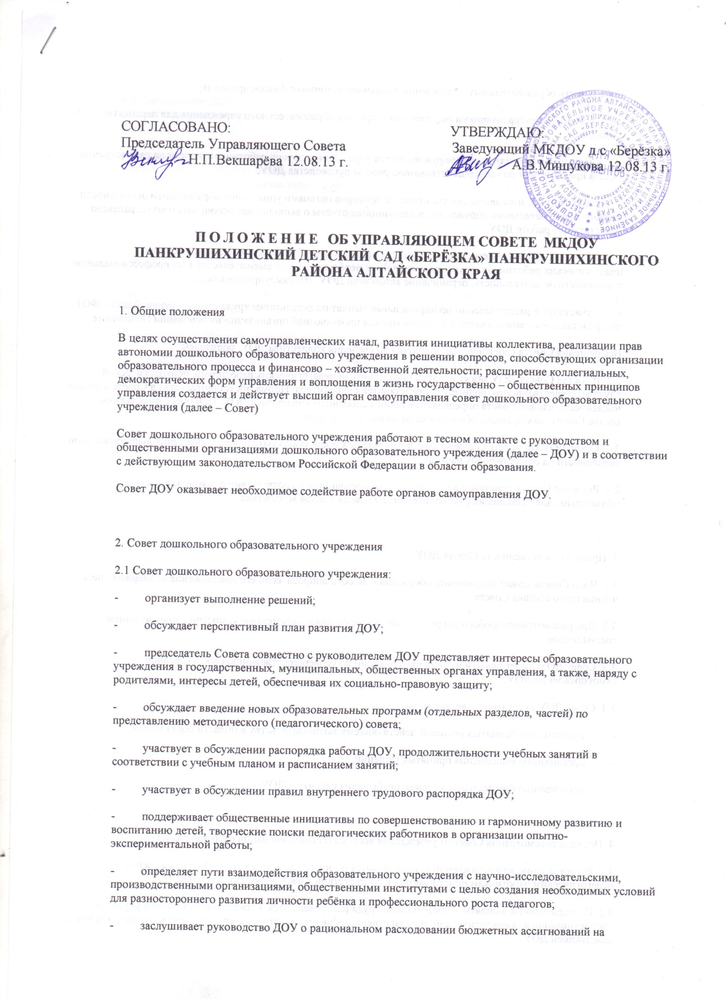 СОГЛАСОВАНО:
Председатель Управляющего Совета
Н.П.Векшарёва 12.08.13 г.
УТВЕРЖДАЮ:
Заведующий МКДОУ д.с «Берёзка»
А.В.Мишукова 12.08.13 г.
ДЛЯ
ДОКУМЕНТОВ
П О Л О Ж Е Н И Е ОБ УПРАВЛЯЮЩЕМ СОВЕТЕ МКДОУ
ПАНКРУШИХИНСКИЙ ДЕТСКИЙ САД «БЕРЁЗКА» ПАНКРУШИХИНСКОГО
РАЙОНА АЛТАЙСКОГО КРАЯ
1. Общие положения
В целях осуществления самоуправленческих начал, развития инициативы коллектива, реализации прав
автономии дошкольного образовательного учреждения в решении вопросов, способствующих организации
образовательного процесса и финансово – хозяйственной деятельности; расширение коллегиальных,
демократических форм управления и воплощения в жизнь государственно – общественных принципов
управления создается и действует высший орган самоуправления совет дошкольного образовательного
учреждения (далее – Совет)
Совет дошкольного образовательного учреждения работают в тесном контакте с руководством и
общественными организациями дошкольного образовательного учреждения (далее – ДОУ) и в соответствии
с действующим законодательством Российской Федерации в области образования.
Совет ДОУ оказывает необходимое содействие работе органов самоуправления ДОУ.
2. Совет дошкольного образовательного учреждения
2.1 Совет дошкольного образовательного учреждения:
- организует выполнение решений;
- обсуждает перспективный план развития ДОУ;
- председатель Совета совместно с руководителем ДОУ представляет интересы образовательного
учреждения в государственных, муниципальных, общественных органах управления, а также, наряду с
родителями, интересы детей, обеспечивая их социально-правовую защиту;
- обсуждает введение новых образовательных программ (отдельных разделов, частей) по
представлению методического (педагогического) совета;
- участвует в обсуждении распорядка работы ДОУ, продолжительности учебных занятий в
соответствии с учебным планом и расписанием занятий;
- участвует в обсуждении правил внутреннего трудового распорядка ДОУ;
- поддерживает общественные инициативы по совершенствованию и гармоничному развитию и
воспитанию детей, творческие поиски педагогических работников в организации опытно-
экспериментальной работы;
- определяет пути взаимодействия образовательного учреждения с научно-исследовательскими,
производственными организациями, общественными институтами с целью создания необходимых условий
для разностороннего развития личности ребёнка и профессионального роста педагогов;
- заслушивает руководство ДОУ о рациональном расходовании бюджетных ассигнований на